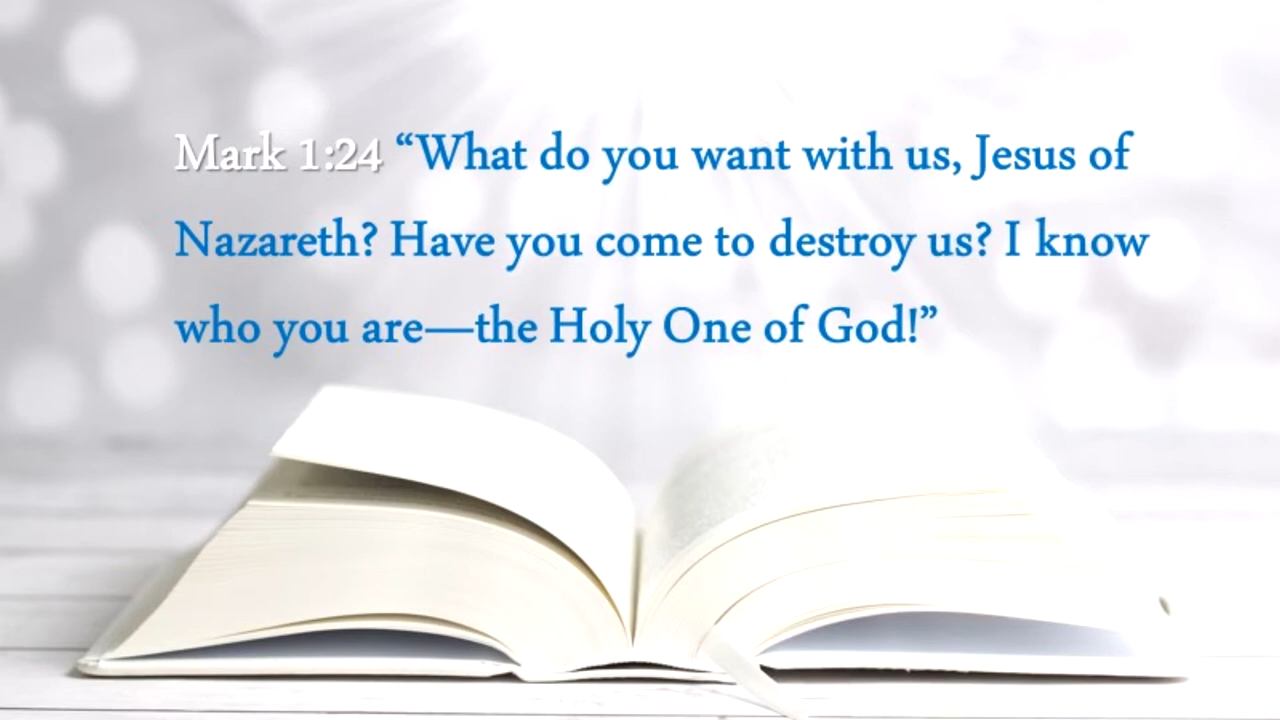 Mark 1:24 “What do you want with us, Jesus of
Nazareth? Have you come to destroy us? I know
who you are—the Holy One of God!”